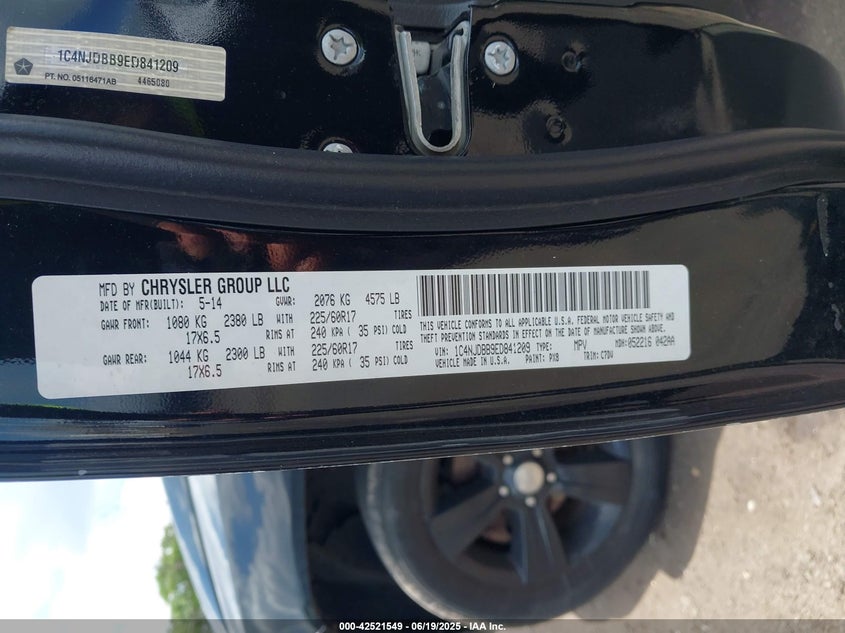 1C4NJDBB9ED841209
PT. NO. 05116471AB 4465080
MFD BY CHRYSLER GROUP LLC
DATE OF MFR(BUILT): 5-14 GVWR: 2076 KG 4575 LB
GAWR FRONT: 1080 KG 2380 LB WITH 225/60R17 TIRES
17X6.5 RIMS AT 240 KPA ( 35 PSI) COLD
GAWR REAR: 1044 KG 2300 LB WITH 225/60R17 TIRES
17X6.5 RIMS AT 240 KPA ( 35 PSI) COLD
THIS VEHICLE CONFORMS TO ALL APPLICABLE U.S.A. FEDERAL MOTOR VEHICLE SAFETY AND
THEFT PREVENTION STANDARDS IN EFFECT ON THE DATE OF MANUFACTURE SHOWN ABOVE.
VIN: 1C4NJDBB9ED841209 TYPE: MPV MDH: 052216 042AA
VEHICLE MADE IN U.S.A. PAINT: PX8 TRIM: C7DV
000-42521549 - 06/19/2025 - IAA Inc.